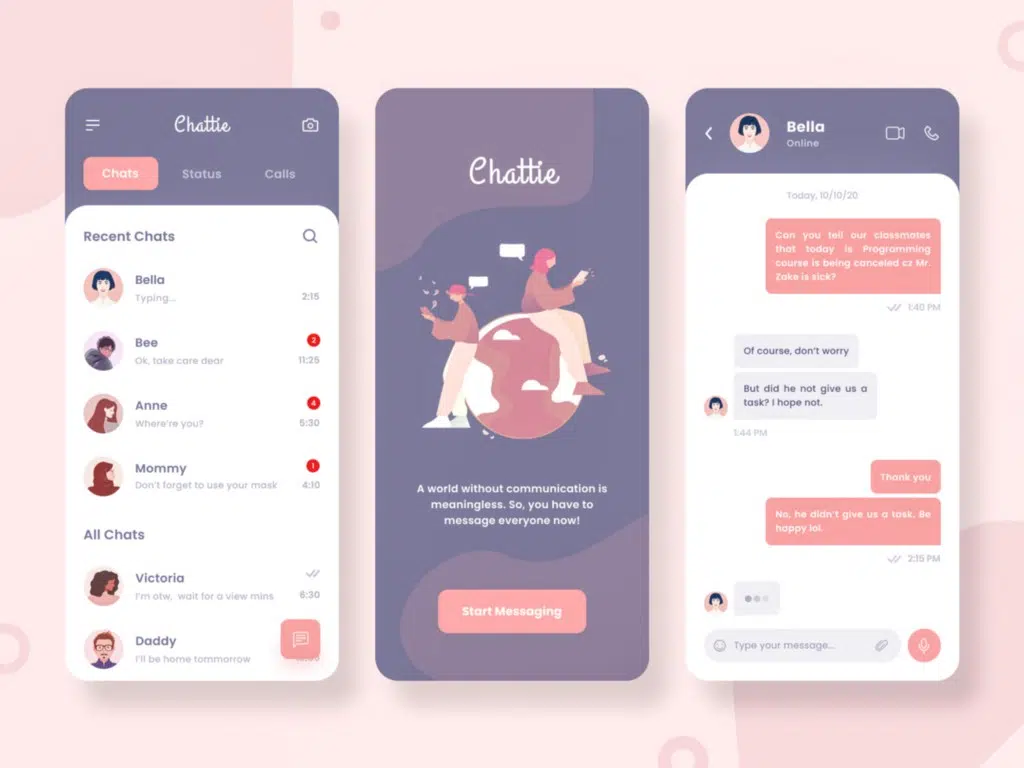 Chattie
Chats
Status
Calls
Recent Chats
Bella
Typing...
2:15
Bee
2
Ok, take care dear
11:25
Anne
4
Where're you?
5:30
Mommy
1
Don't forget to use your mask
4:10
All Chats
Victoria
I'm otw, wait for a view mins
6:30
Daddy
I'll be home tommorrow
Chattie
A world without communication is
meaningless. So, you have to
message everyone now!
Start Messaging
Bella
Online
Today, 10/10/20
Can you tell our classmates
that today is Programming
course is being canceled cz Mr.
Zake is sick?
1:40 PM
Of course, don't worry
But did he not give us a
task? I hope not.
1:44 PM
Thank you
No, he didn't give us a task. Be
happy lol.
2:15 PM
Type your message...